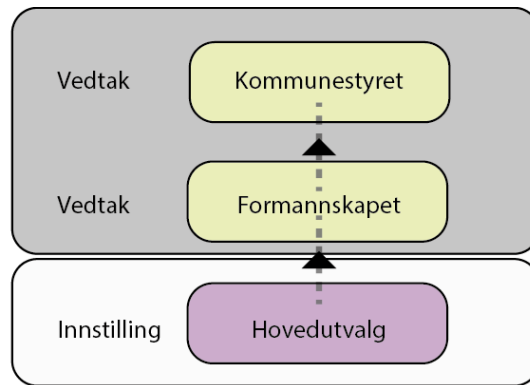 Vedtak Kommunestyret
Vedtak Formannskapet
Innstilling Hovedutvalg